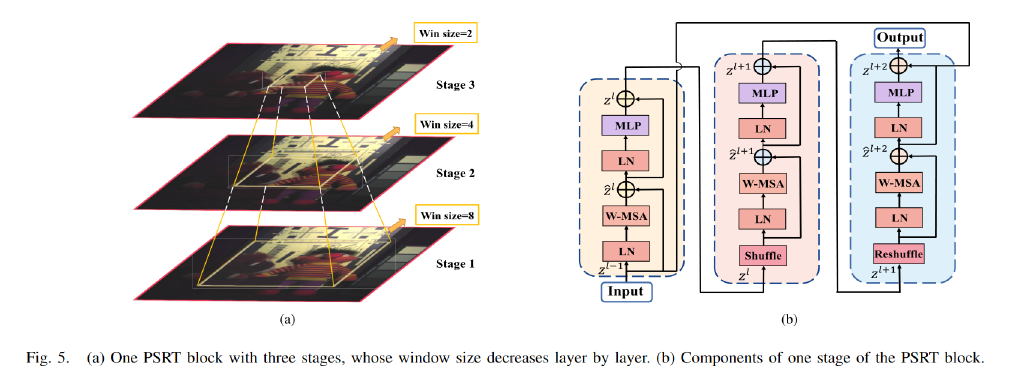 Win size=2
Stage 3
Win size=4
Stage 2
Win size=8
Stage 1
(a)
Output
z^{l+2}
MLP
LN
ẑ^{l+2}
W-MSA
LN
Reshuffle
z^{l+1}
z^{l+1}
MLP
LN
ẑ^{l+1}
W-MSA
LN
Shuffle
z^l
z^l
MLP
LN
ẑ^l
W-MSA
LN
z^{l-1}
Input
(b)
Fig. 5. (a) One PSRT block with three stages, whose window size decreases layer by layer. (b) Components of one stage of the PSRT block.